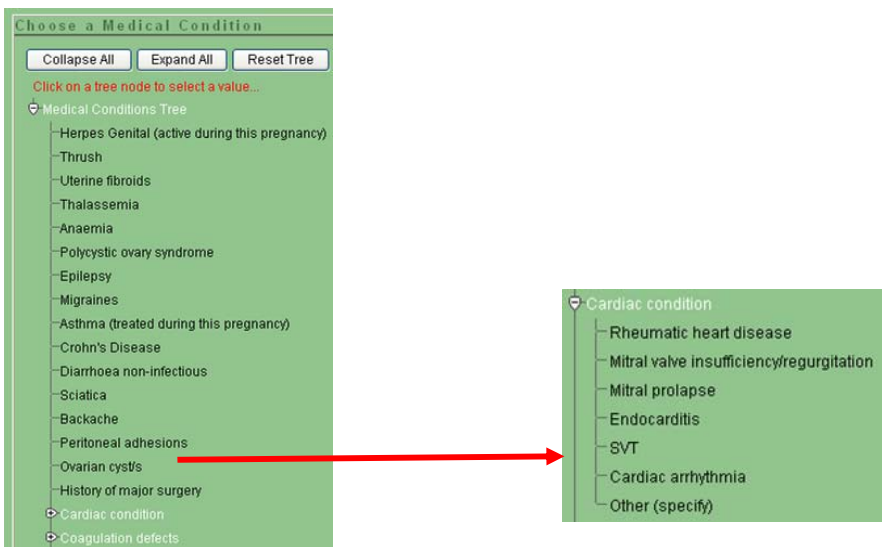 Choose a Medical Condition
Collapse All Expand All Reset Tree
Click on a tree node to select a value...
Medical Conditions Tree
Herpes Genital (active during this pregnancy)
Thrush
Uterine fibroids
Thalassemia
Anaemia
Polycystic ovary syndrome
Epilepsy
Migraines
Asthma (treated during this pregnancy)
Crohn's Disease
Diarrhoea non-infectious
Sciatica
Backache
Peritoneal adhesions
Ovarian cyst/s
History of major surgery
Cardiac condition
Coagulation defects
Cardiac condition
Rheumatic heart disease
Mitral valve insufficiency/regurgitation
Mitral prolapse
Endocarditis
SVT
Cardiac arrhythmia
Other (specify)